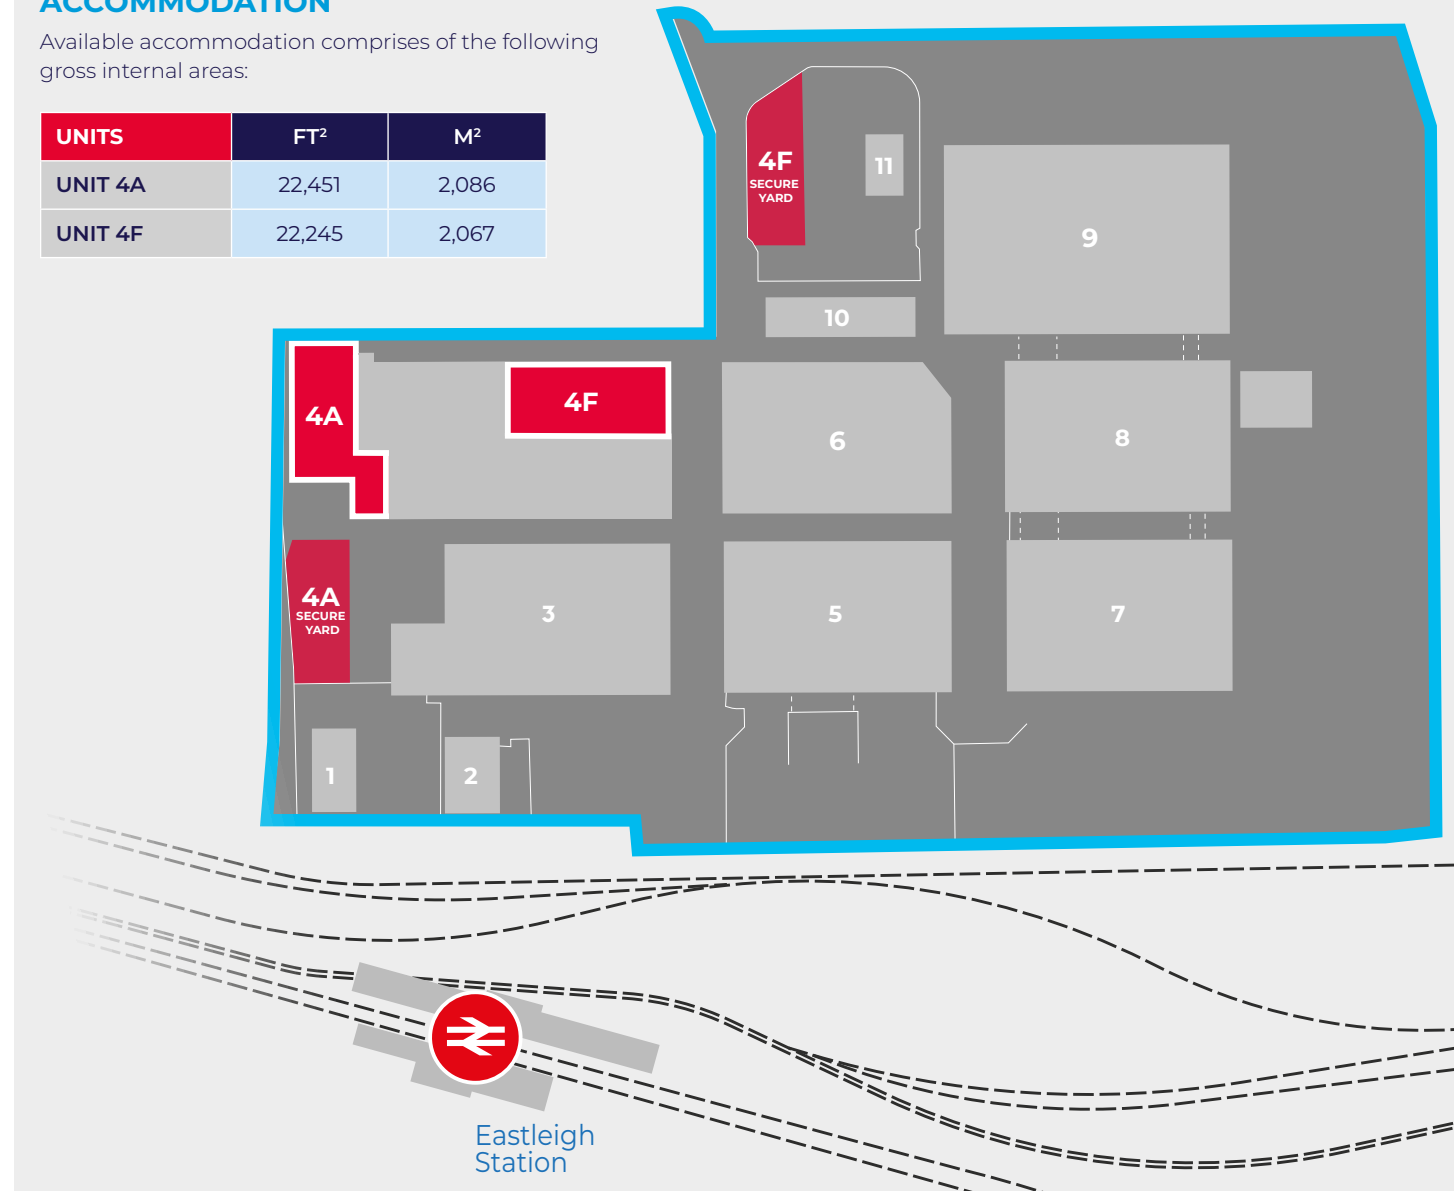 ACCOMMODATION
Available accommodation comprises of the following
gross internal areas:
UNITS FT² M²
UNIT 4A 22,451 2,086
UNIT 4F 22,245 2,067
4F
SECURE
YARD
11
9
10
4A
4F
6
8
4A
SECURE
YARD
3
5
7
1
2
Eastleigh
Station